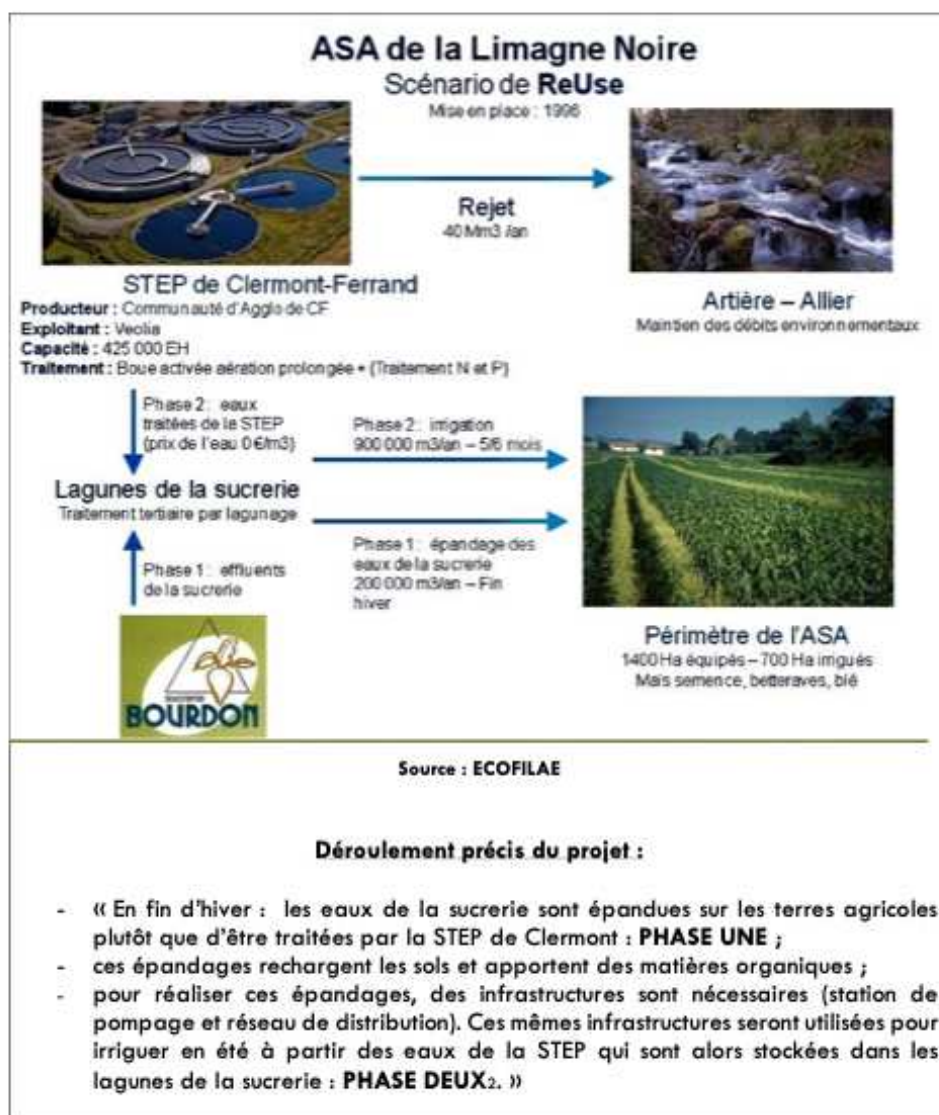 ASA de la Limagne Noire
Scénario de ReUse
Mise en place : 1996
Rejet
40 Mm3 /an
STEP de Clermont-Ferrand
Producteur : Communauté d'Agglo de CF
Exploitant : Veolia
Capacité : 425 000 EH
Traitement : Boue activée aération prolongée + (Traitement N et P)
Artière – Allier
Maintien des débits environnementaux
Phase 2 : eaux
traitées de la STEP
(prix de l'eau 0 €/m3)
Phase 2 : irrigation
900 000 m3/an – 5/6 mois
Lagunes de la sucrerie
Traitement tertiaire par lagunage
Phase 1 : effluents
de la sucrerie
Phase 1 : épandage des
eaux de la sucrerie
200 000 m3/an – Fin
hiver
BOURDON
Périmètre de l'ASA
1400 Ha équipés – 700 Ha irrigués
Maïs semence, betteraves, blé
Source : ECOFILAE
Déroulement précis du projet :
- « En fin d'hiver : les eaux de la sucrerie sont épandues sur les terres agricoles
plutôt que d'être traitées par la STEP de Clermont : PHASE UNE ;
- ces épandages rechargent les sols et apportent des matières organiques ;
- pour réaliser ces épandages, des infrastructures sont nécessaires (station de
pompage et réseau de distribution). Ces mêmes infrastructures seront utilisées pour
irriguer en été à partir des eaux de la STEP qui sont alors stockées dans les
lagunes de la sucrerie : PHASE DEUX2. »